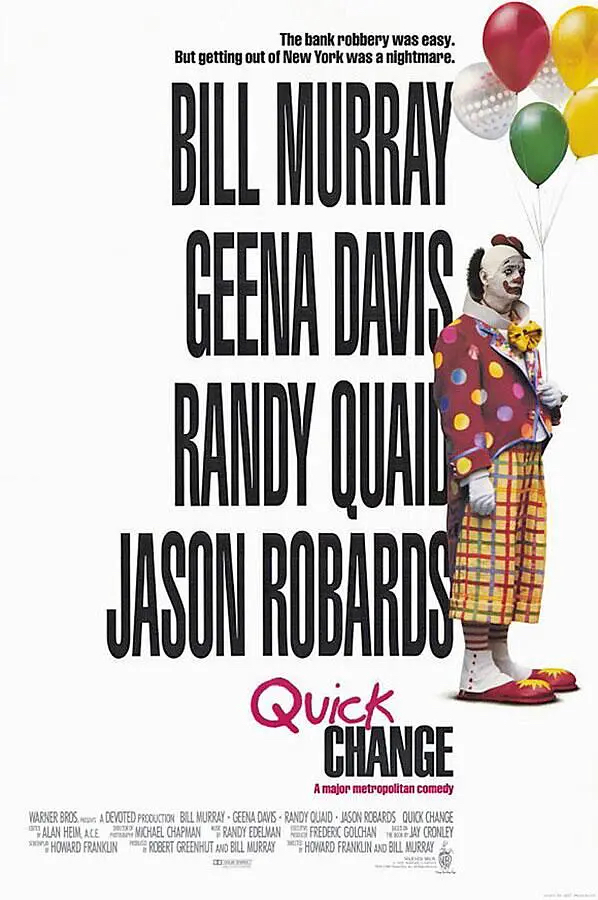 The bank robbery was easy.
But getting out of New York was a nightmare.
BILL MURRAY
GEENA DAVIS
RANDY QUAID
JASON ROBARDS
Quick
CHANGE
A major metropolitan comedy
WARNER BROS. PRESENTS A DEVOTED PRODUCTION BILL MURRAY · GEENA DAVIS · RANDY QUAID · JASON ROBARDS QUICK CHANGE
EDITED BY ALAN HEIM, A.C.E. DIRECTOR OF PHOTOGRAPHY MICHAEL CHAPMAN MUSIC BY RANDY EDELMAN EXECUTIVE PRODUCER FREDERIC GOLCHAN BASED ON THE BOOK BY JAY CRONLEY
SCREENPLAY BY HOWARD FRANKLIN PRODUCED BY ROBERT GREENHUT AND BILL MURRAY DIRECTED BY HOWARD FRANKLIN AND BILL MURRAY
DOLBY STEREO
WARNER BROS.